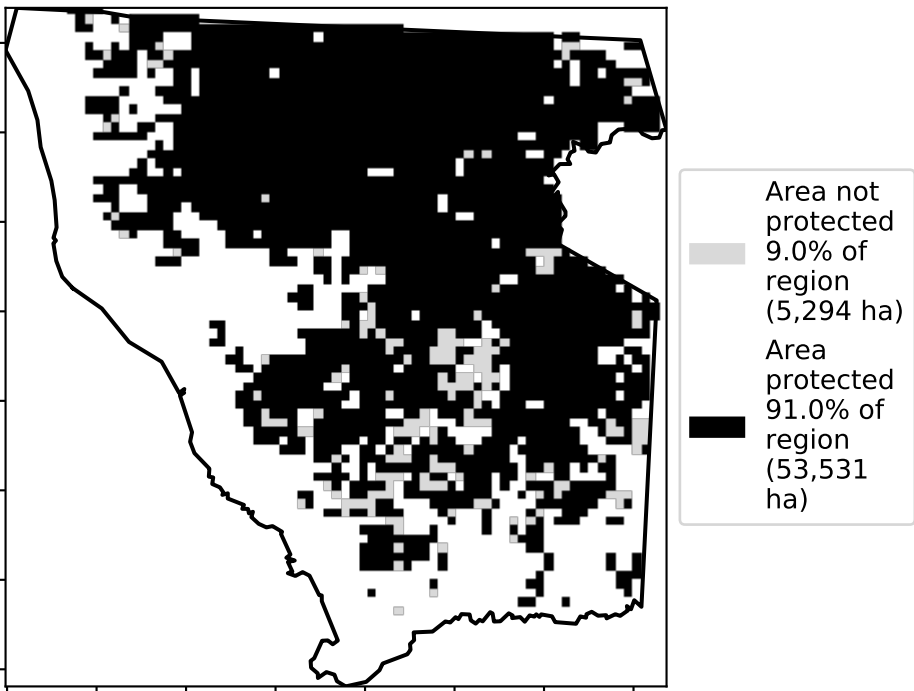 Area not
protected
9.0% of
region
(5,294 ha)
Area
protected
91.0% of
region
(53,531
ha)